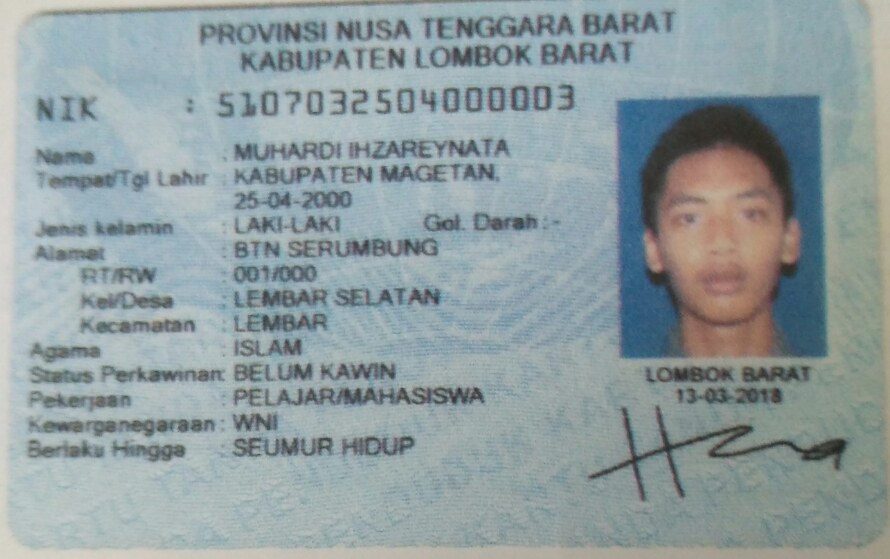 PROVINSI NUSA TENGGARA BARAT
KABUPATEN LOMBOK BARAT
NIK : 5107032504000003
Nama : MUHARDI IHZAREYNATA
Tempat/Tgl Lahir : KABUPATEN MAGETAN,
25-04-2000
Jenis kelamin : LAKI-LAKI Gol. Darah : -
Alamat : BTN SERUMBUNG
RT/RW : 001/000
Kel/Desa : LEMBAR SELATAN
Kecamatan : LEMBAR
Agama : ISLAM
Status Perkawinan: BELUM KAWIN
Pekerjaan : PELAJAR/MAHASISWA
Kewarganegaraan : WNI
Berlaku Hingga : SEUMUR HIDUP
LOMBOK BARAT
13-03-2018